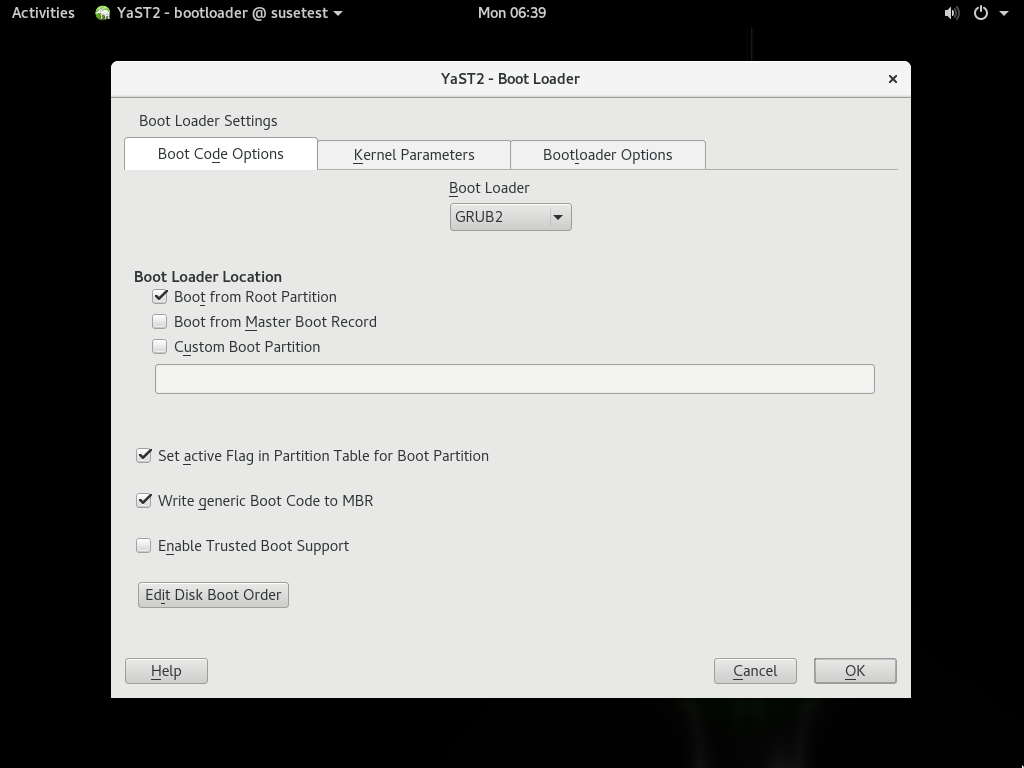 Activities YaST2 - bootloader @ susetest Mon 06:39
YaST2 - Boot Loader
Boot Loader Settings
Boot Code Options Kernel Parameters Bootloader Options
Boot Loader
GRUB2
Boot Loader Location
Boot from Root Partition
Boot from Master Boot Record
Custom Boot Partition
Set active Flag in Partition Table for Boot Partition
Write generic Boot Code to MBR
Enable Trusted Boot Support
Edit Disk Boot Order
Help Cancel OK